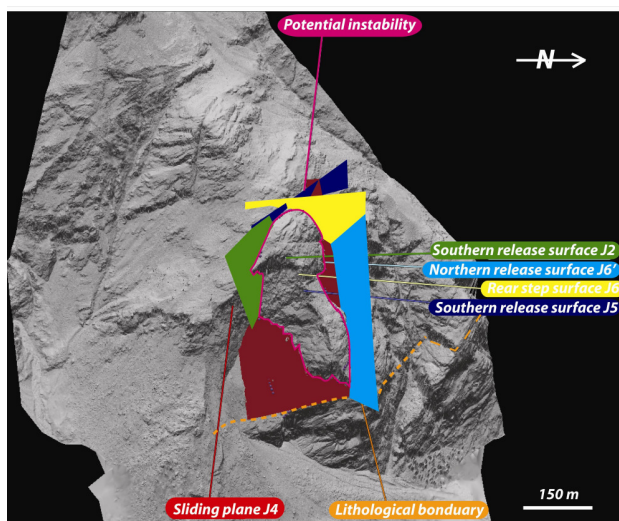 Potential instability
N
Southern release surface J2
Northern release surface J6'
Rear step surface J6
Southern release surface J5
Sliding plane J4
Lithological bonduary
150 m